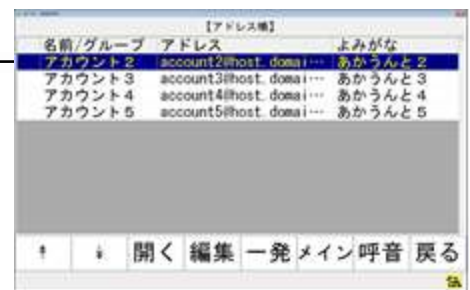 【アドレス帳】
名前/グループ アドレス よみがな
アカウント2 account2@host.domai… あかうんと2
アカウント3 account3@host.domai… あかうんと3
アカウント4 account4@host.domai… あかうんと4
アカウント5 account5@host.domai… あかうんと5
↑ ↓ 開く 編集 一発 メイン 呼音 戻る